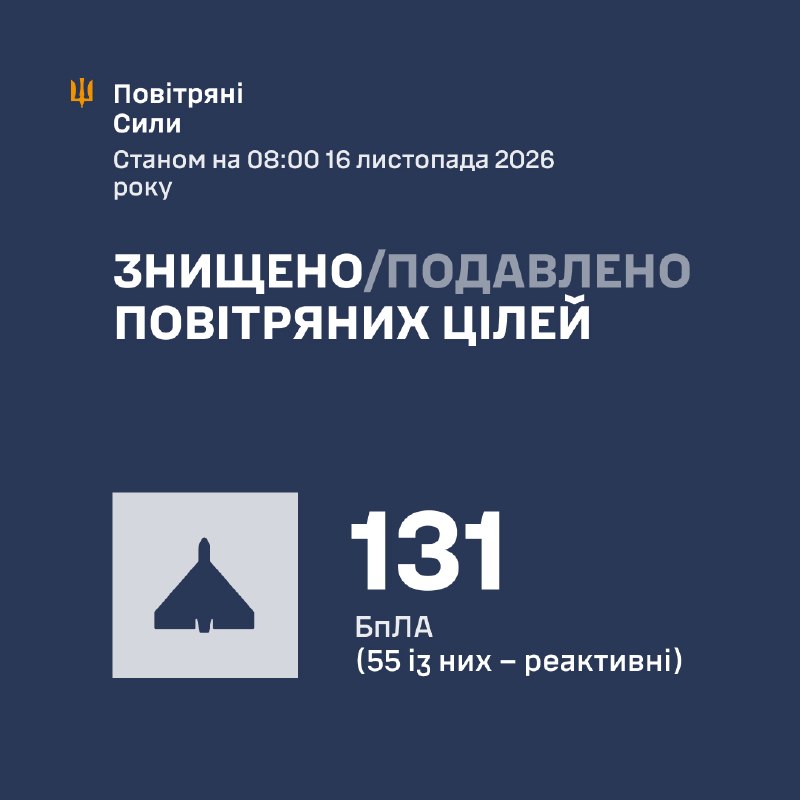 Повітряні
Сили
Станом на 08:00 16 листопада 2026
року
ЗНИЩЕНО/ПОДАВЛЕНО
ПОВІТРЯНИХ ЦІЛЕЙ
131
БпЛА
(55 із них – реактивні)